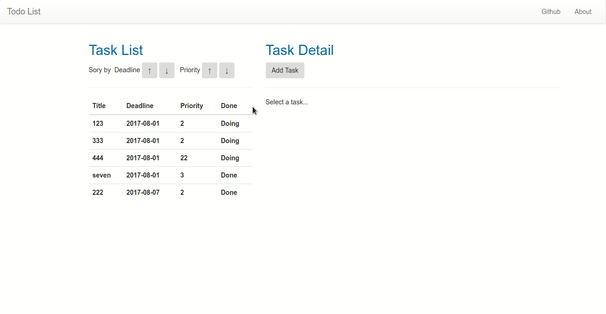 Todo List Github About
Task List
Sory by Deadline ↑ ↓ Priority ↑ ↓
Title Deadline Priority Done
123 2017-08-01 2 Doing
333 2017-08-01 2 Doing
444 2017-08-01 22 Doing
seven 2017-08-01 3 Done
222 2017-08-07 2 Done
Task Detail
Add Task
Select a task...